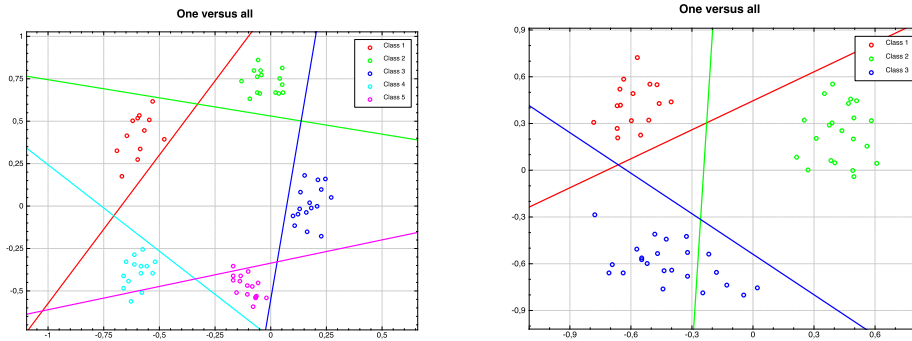 One versus all
Class 1
Class 2
Class 3
Class 4
Class 5
0,75
0,5
0,25
0
-0,25
-0,5
-1
-0,75
-0,5
-0,25
0
0,25
0,5
One versus all
Class 1
Class 2
Class 3
0,9
0,6
0,3
0
-0,3
-0,6
-0,9
-0,9
-0,6
-0,3
0
0,3
0,6